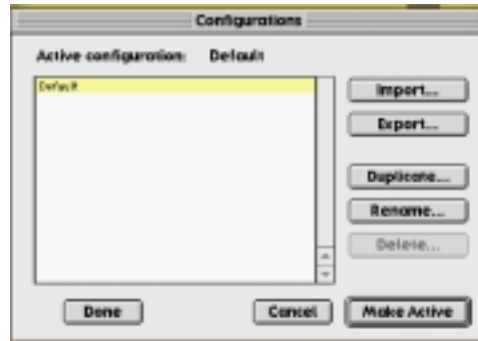 Configurations
Active configuration: Default
Default
Import...
Export...
Duplicate...
Rename...
Delete...
Done
Cancel
Make Active